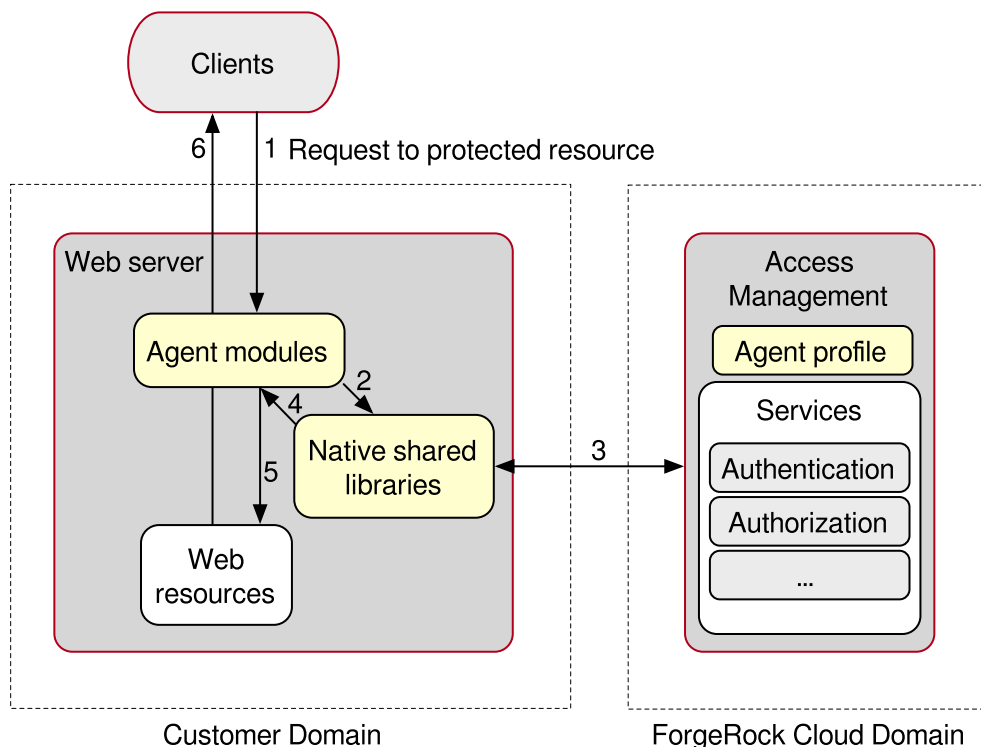 Clients
6
1 Request to protected resource
Web server
Agent modules
2
4
Native shared
libraries
3
5
Web
resources
Customer Domain
Access
Management
Agent profile
Services
Authentication
Authorization
...
ForgeRock Cloud Domain